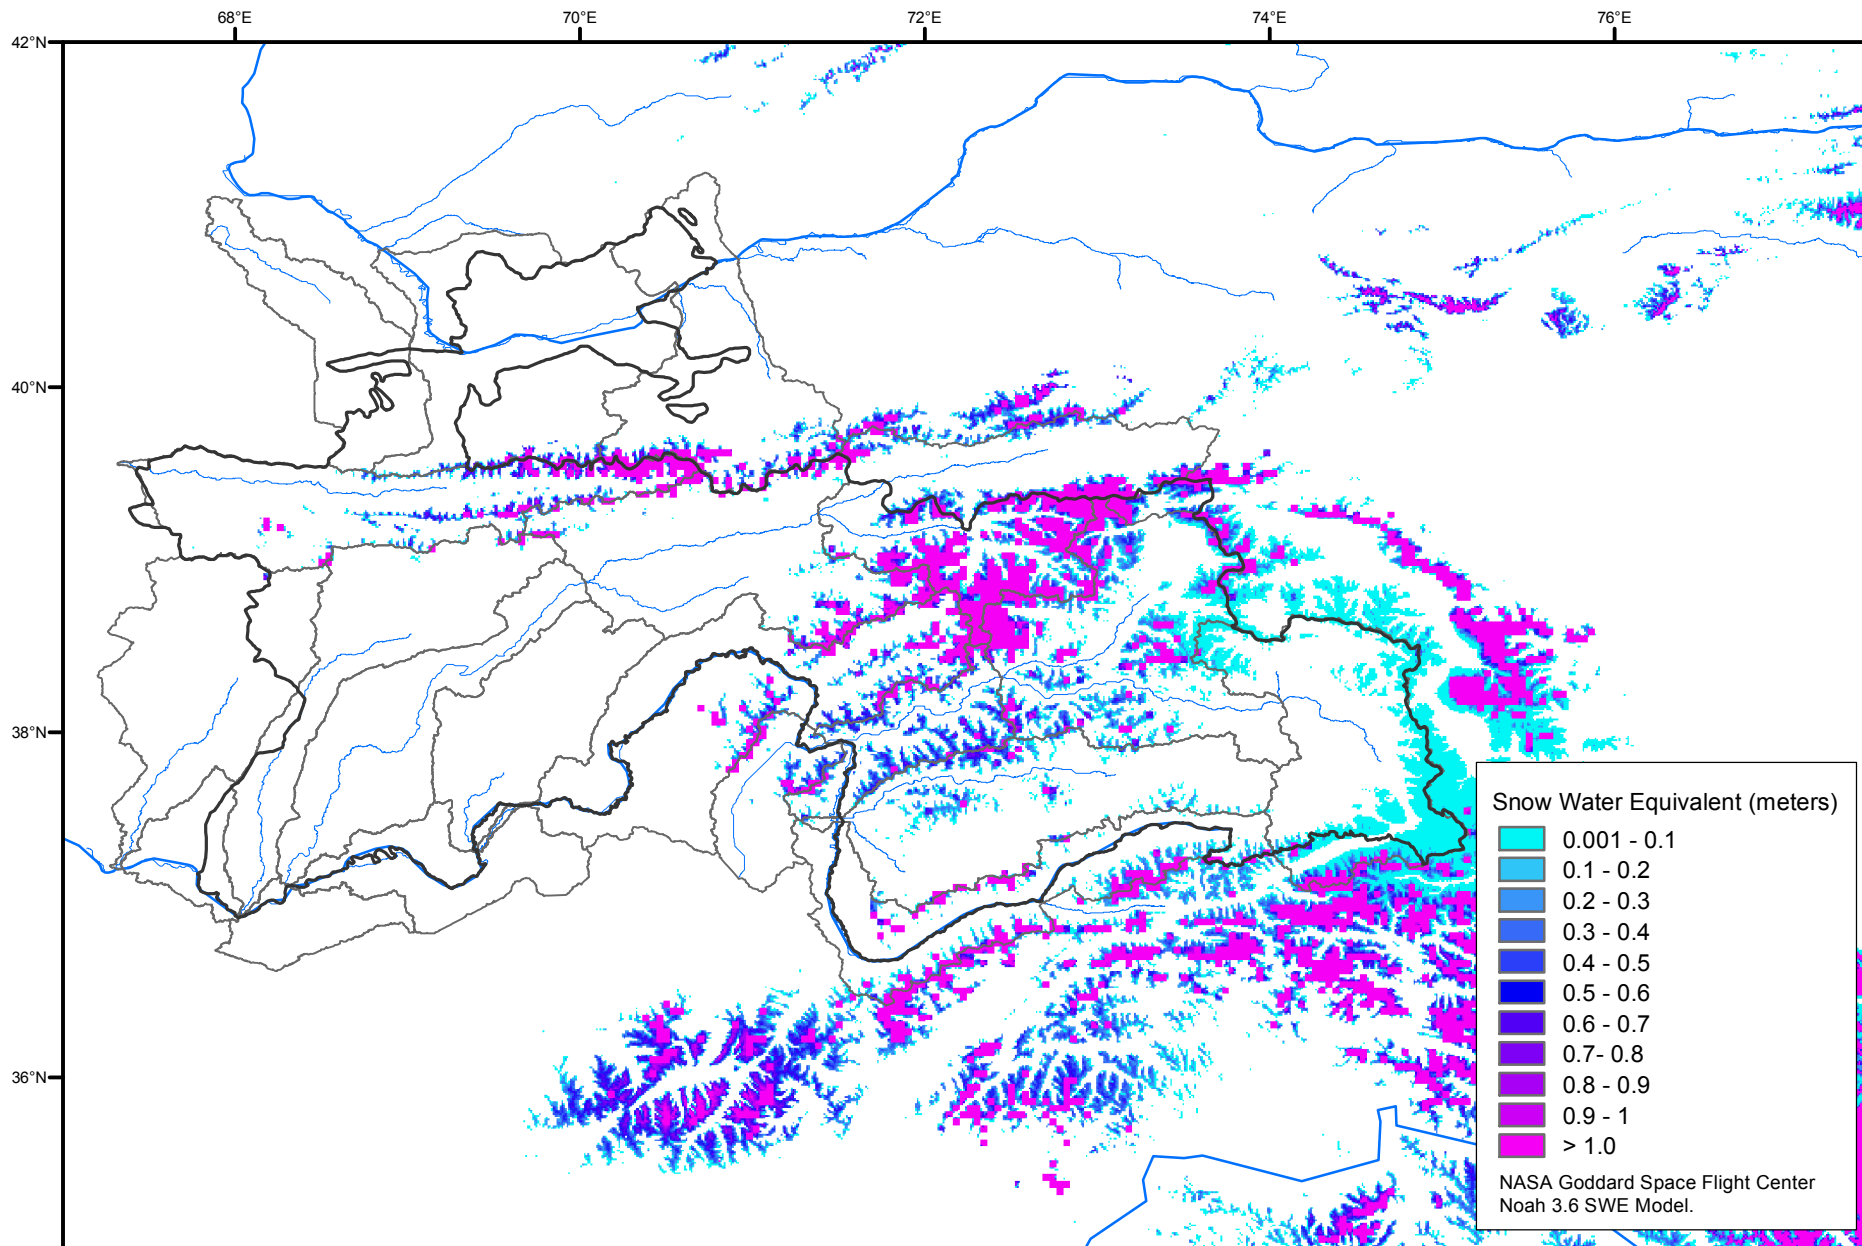 68°E
70°E
72°E
74°E
76°E
42°N
40°N
38°N
36°N
Snow Water Equivalent (meters)
0.001 - 0.1
0.1 - 0.2
0.2 - 0.3
0.3 - 0.4
0.4 - 0.5
0.5 - 0.6
0.6 - 0.7
0.7- 0.8
0.8 - 0.9
0.9 - 1
> 1.0
NASA Goddard Space Flight Center
Noah 3.6 SWE Model.